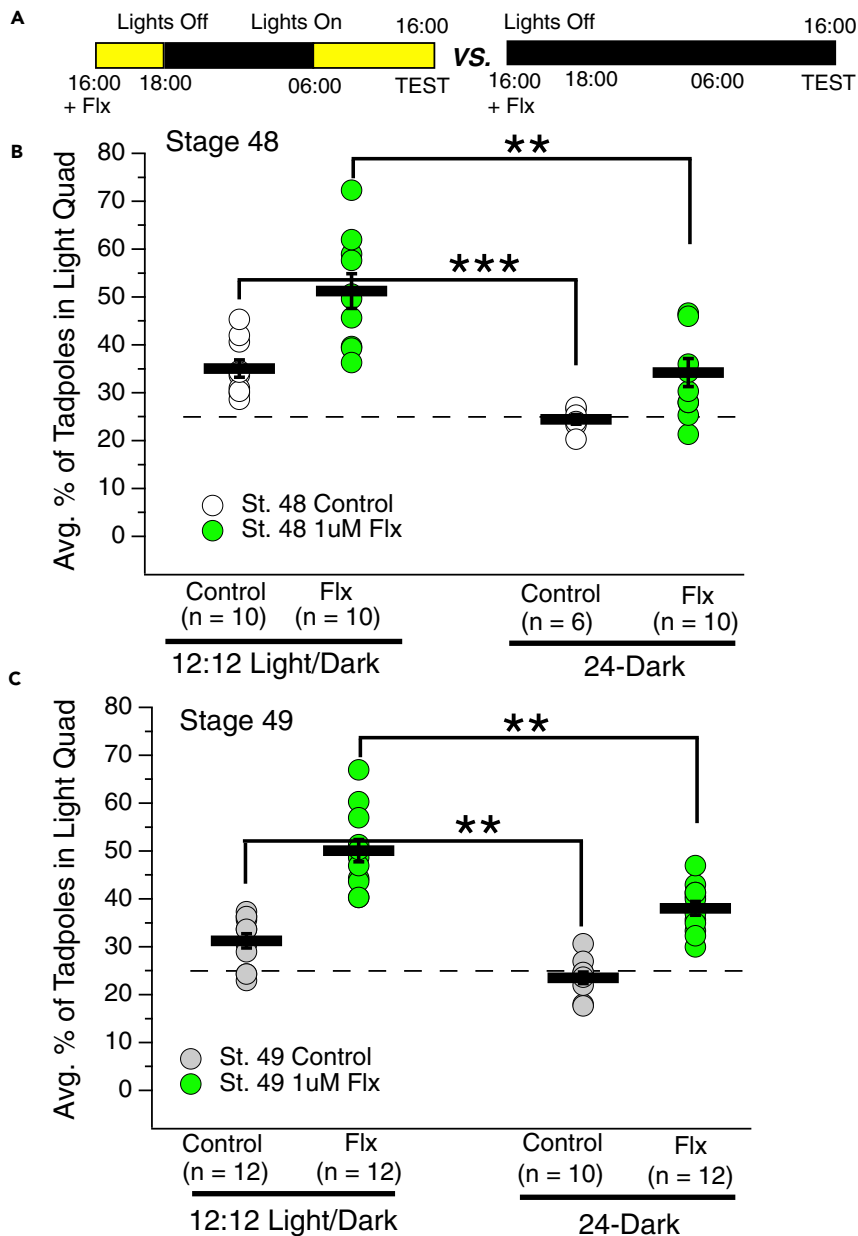 A
Lights Off Lights On 16:00
16:00 18:00 06:00 TEST
+ Flx
VS.
Lights Off 16:00
16:00 18:00 06:00 TEST
+ Flx
B
Stage 48
**
***
Avg. % of Tadpoles in Light Quad
80
70
60
50
40
30
20
10
0
St. 48 Control
St. 48 1uM Flx
Control Flx Control Flx
(n = 10) (n = 10) (n = 6) (n = 10)
12:12 Light/Dark 24-Dark
C
Stage 49
**
**
Avg. % of Tadpoles in Light Quad
80
70
60
50
40
30
20
10
0
St. 49 Control
St. 49 1uM Flx
Control Flx Control Flx
(n = 12) (n = 12) (n = 10) (n = 12)
12:12 Light/Dark 24-Dark